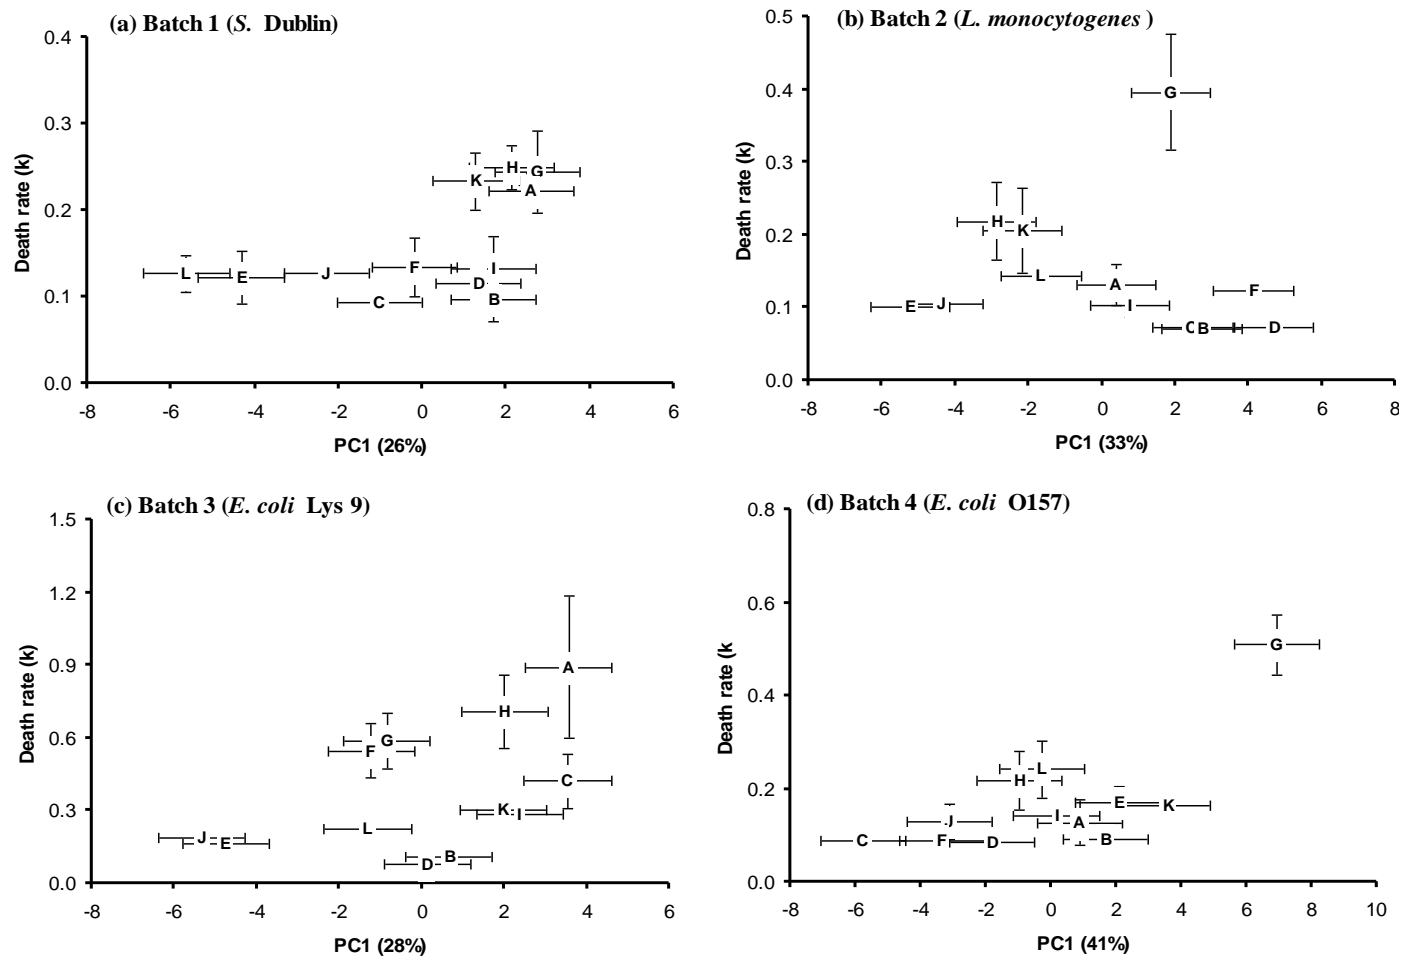 (a) Batch 1 (S. Dublin)
0.4
0.3
0.2
0.1
0.0
Death rate (k)
L
E
J
C
F
K
H
G
A
I
D
B
-8
-6
-4
-2
0
2
4
6
PC1 (26%)
(b) Batch 2 (L. monocytogenes )
0.5
0.4
0.3
0.2
0.1
0.0
Death rate (k)
G
H
K
L
E
J
A
I
F
C
B
D
-8
-6
-4
-2
0
2
4
6
8
PC1 (33%)
(c) Batch 3 (E. coli Lys 9)
1.5
1.2
0.9
0.6
0.3
0.0
Death rate (k)
A
H
G
F
C
K
I
L
J
E
B
D
-8
-6
-4
-2
0
2
4
6
PC1 (28%)
(d) Batch 4 (E. coli O157)
0.8
0.6
0.4
0.2
0.0
Death rate (k
G
L
H
E
K
J
I
A
C
F
D
B
-8
-6
-4
-2
0
2
4
6
8
10
PC1 (41%)